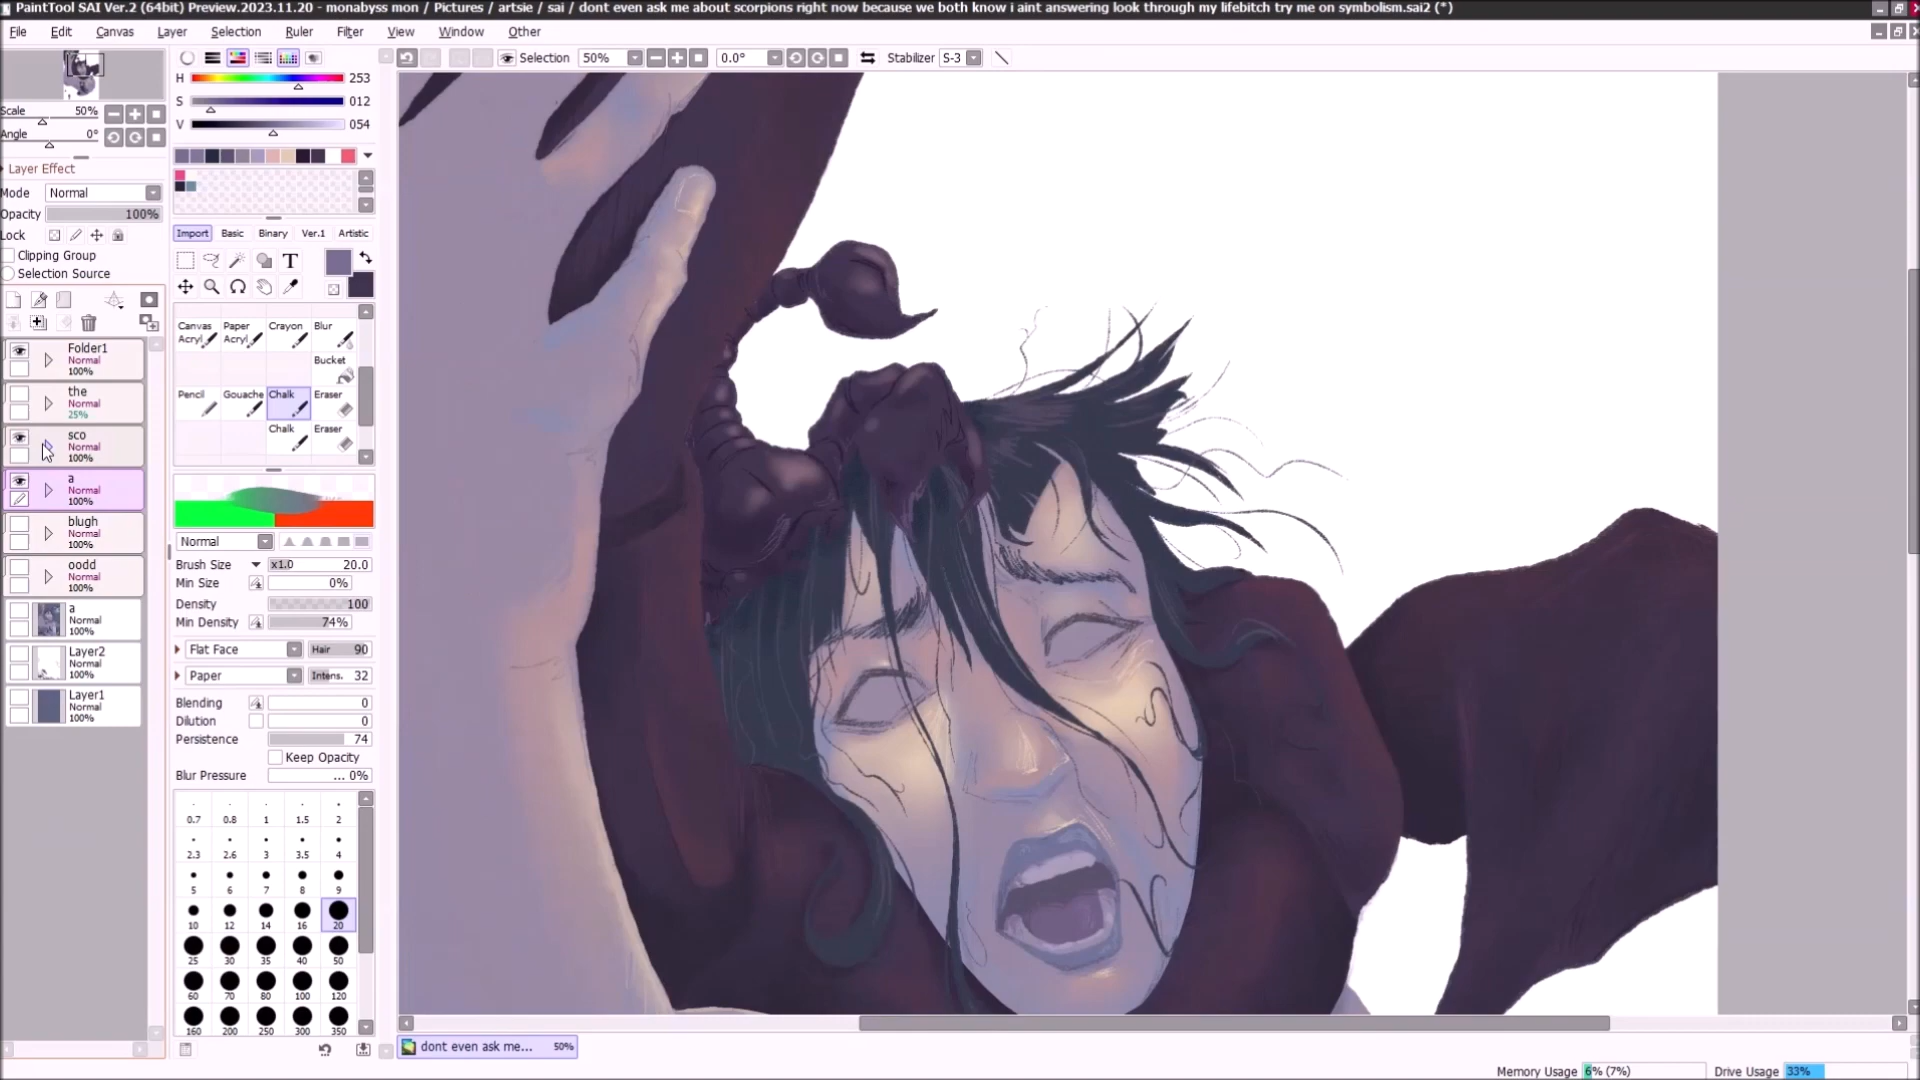 PaintTool SAI Ver.2 (64bit) Preview.2023.11.20 - monabyss mon / Pictures / artsie / sai / dont even ask me about scorpions right now because we both know i aint answering look through my lifebitch try me on symbolism.sai2 (*)
File Edit Canvas Layer Selection Ruler Filter View Window Other
Selection 50% 0.0° Stabilizer S-3
Scale 50%
Angle 0°
Layer Effect
Mode Normal
Opacity 100%
Lock
Clipping Group
Selection Source
Folder1
Normal
100%
the
Normal
25%
sco
Normal
100%
a
Normal
100%
blugh
Normal
100%
oodd
Normal
100%
a
Normal
100%
Layer2
Normal
100%
Layer1
Normal
100%
H 253
S 012
V 054
Import Basic Binary Ver.1 Artistic
T
Canvas Acryl Paper Acryl Crayon Blur
Bucket
Pencil Gouache Chalk Eraser
Chalk Eraser
Normal
Brush Size x1.0 20.0
Min Size 0%
Density 100
Min Density 74%
Flat Face Hair 90
Paper Intens. 32
Blending 0
Dilution 0
Persistence 74
Keep Opacity
Blur Pressure ... 0%
0.7 0.8 1 1.5 2
2.3 2.6 3 3.5 4
5 6 7 8 9
10 12 14 16 20
25 30 35 40 50
60 70 80 100 120
160 200 250 300 350
dont even ask me... 50%
Memory Usage 6% (7%) Drive Usage 33%